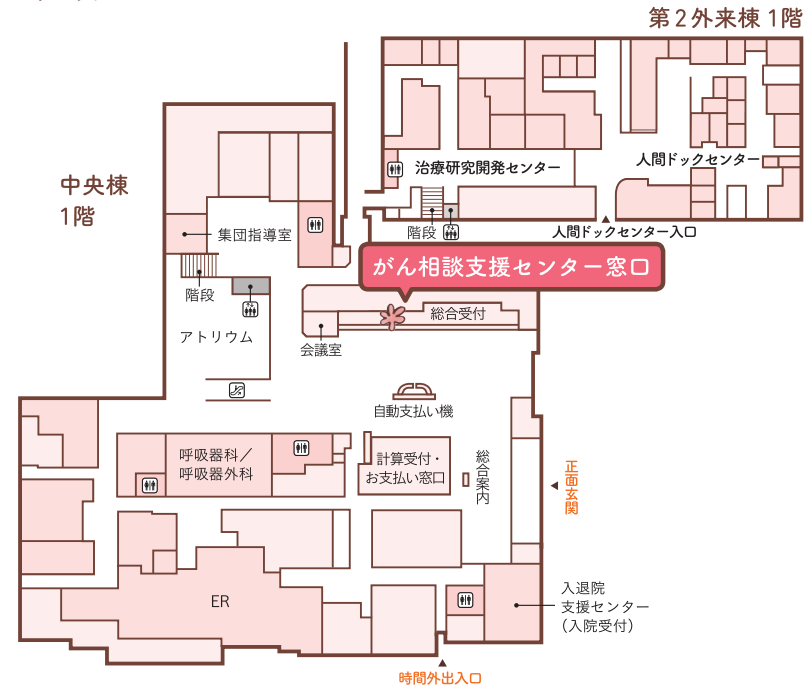 第2外来棟 1階
治療研究開発センター
人間ドックセンター
階段
人間ドックセンター入口
中央棟
1階
集団指導室
階段
アトリウム
がん相談支援センター窓口
総合受付
会議室
自動支払い機
呼吸器科／
呼吸器外科
計算受付・
お支払い窓口
総合案内
正面玄関
ER
入退院
支援センター
(入院受付)
時間外出入口